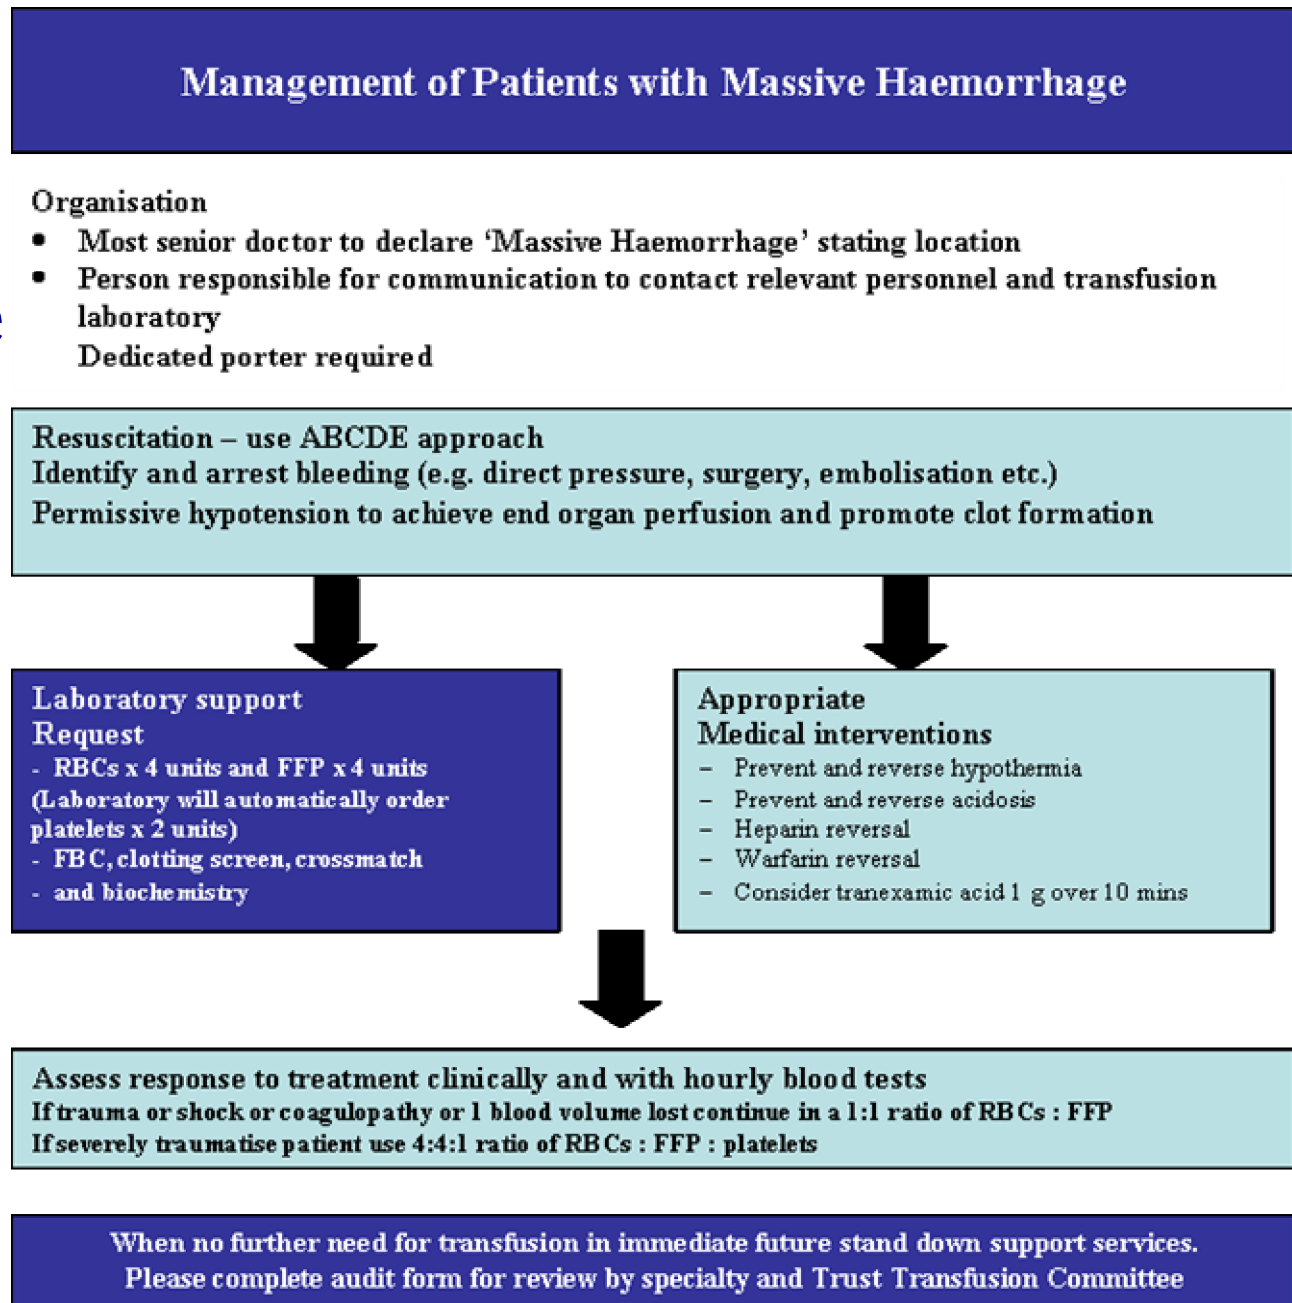 Management of Patients with Massive Haemorrhage
Organisation
• Most senior doctor to declare ‘Massive Haemorrhage’ stating location
• Person responsible for communication to contact relevant personnel and transfusion
laboratory
Dedicated porter required
Resuscitation – use ABCDE approach
Identify and arrest bleeding (e.g. direct pressure, surgery, embolisation etc.)
Permissive hypotension to achieve end organ perfusion and promote clot formation
Laboratory support
Request
- RBCs x 4 units and FFP x 4 units
(Laboratory will automatically order
platelets x 2 units)
- FBC, clotting screen, crossmatch
- and biochemistry
Appropriate
Medical interventions
– Prevent and reverse hypothermia
– Prevent and reverse acidosis
– Heparin reversal
– Warfarin reversal
– Consider tranexamic acid 1 g over 10 mins
Assess response to treatment clinically and with hourly blood tests
If trauma or shock or coagulopathy or 1 blood volume lost continue in a 1:1 ratio of RBCs : FFP
If severely traumatise patient use 4:4:1 ratio of RBCs : FFP : platelets
When no further need for transfusion in immediate future stand down support services.
Please complete audit form for review by specialty and Trust Transfusion Committee